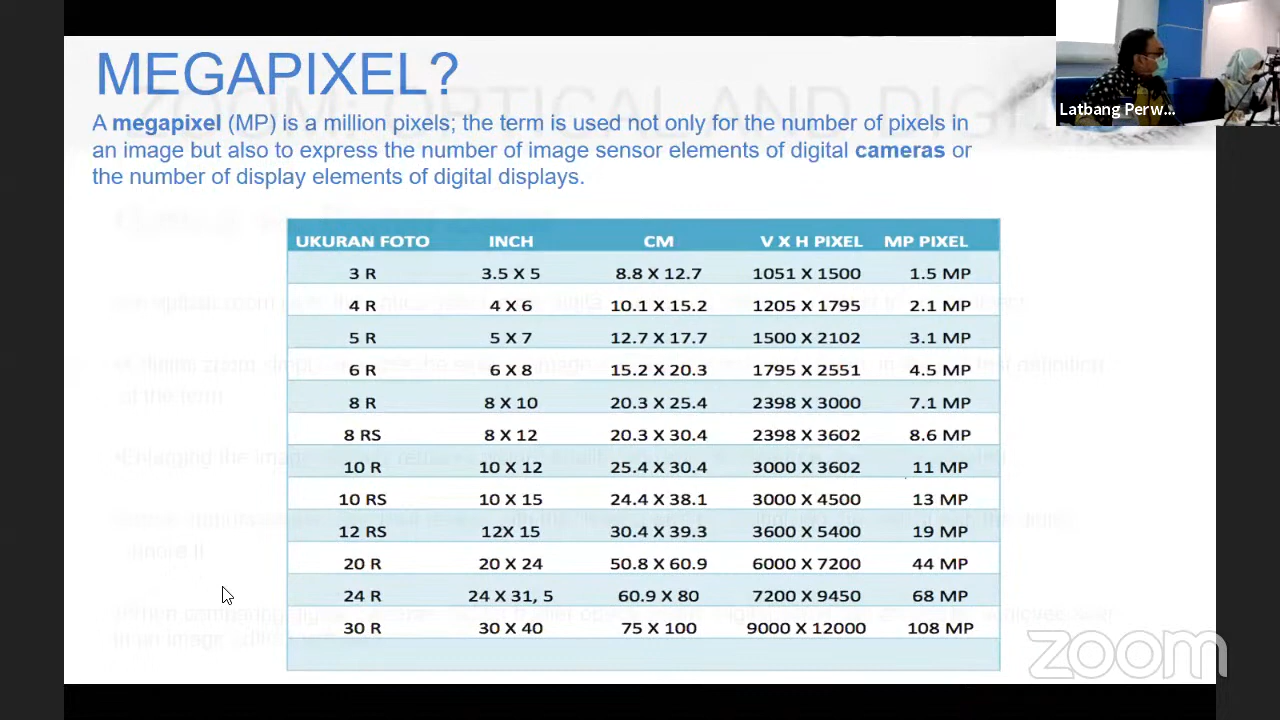 MEGAPIXEL?
A megapixel (MP) is a million pixels; the term is used not only for the number of pixels in
an image but also to express the number of image sensor elements of digital cameras or
the number of display elements of digital displays.
Latbang Perw...
UKURAN FOTO INCH CM V X H PIXEL MP PIXEL
3 R 3.5 X 5 8.8 X 12.7 1051 X 1500 1.5 MP
4 R 4 X 6 10.1 X 15.2 1205 X 1795 2.1 MP
5 R 5 X 7 12.7 X 17.7 1500 X 2102 3.1 MP
6 R 6 X 8 15.2 X 20.3 1795 X 2551 4.5 MP
8 R 8 X 10 20.3 X 25.4 2398 X 3000 7.1 MP
8 RS 8 X 12 20.3 X 30.4 2398 X 3602 8.6 MP
10 R 10 X 12 25.4 X 30.4 3000 X 3602 11 MP
10 RS 10 X 15 24.4 X 38.1 3000 X 4500 13 MP
12 RS 12X 15 30.4 X 39.3 3600 X 5400 19 MP
20 R 20 X 24 50.8 X 60.9 6000 X 7200 44 MP
24 R 24 X 31, 5 60.9 X 80 7200 X 9450 68 MP
30 R 30 X 40 75 X 100 9000 X 12000 108 MP
zoom
ZOOM: OPTICAL AND DIGI